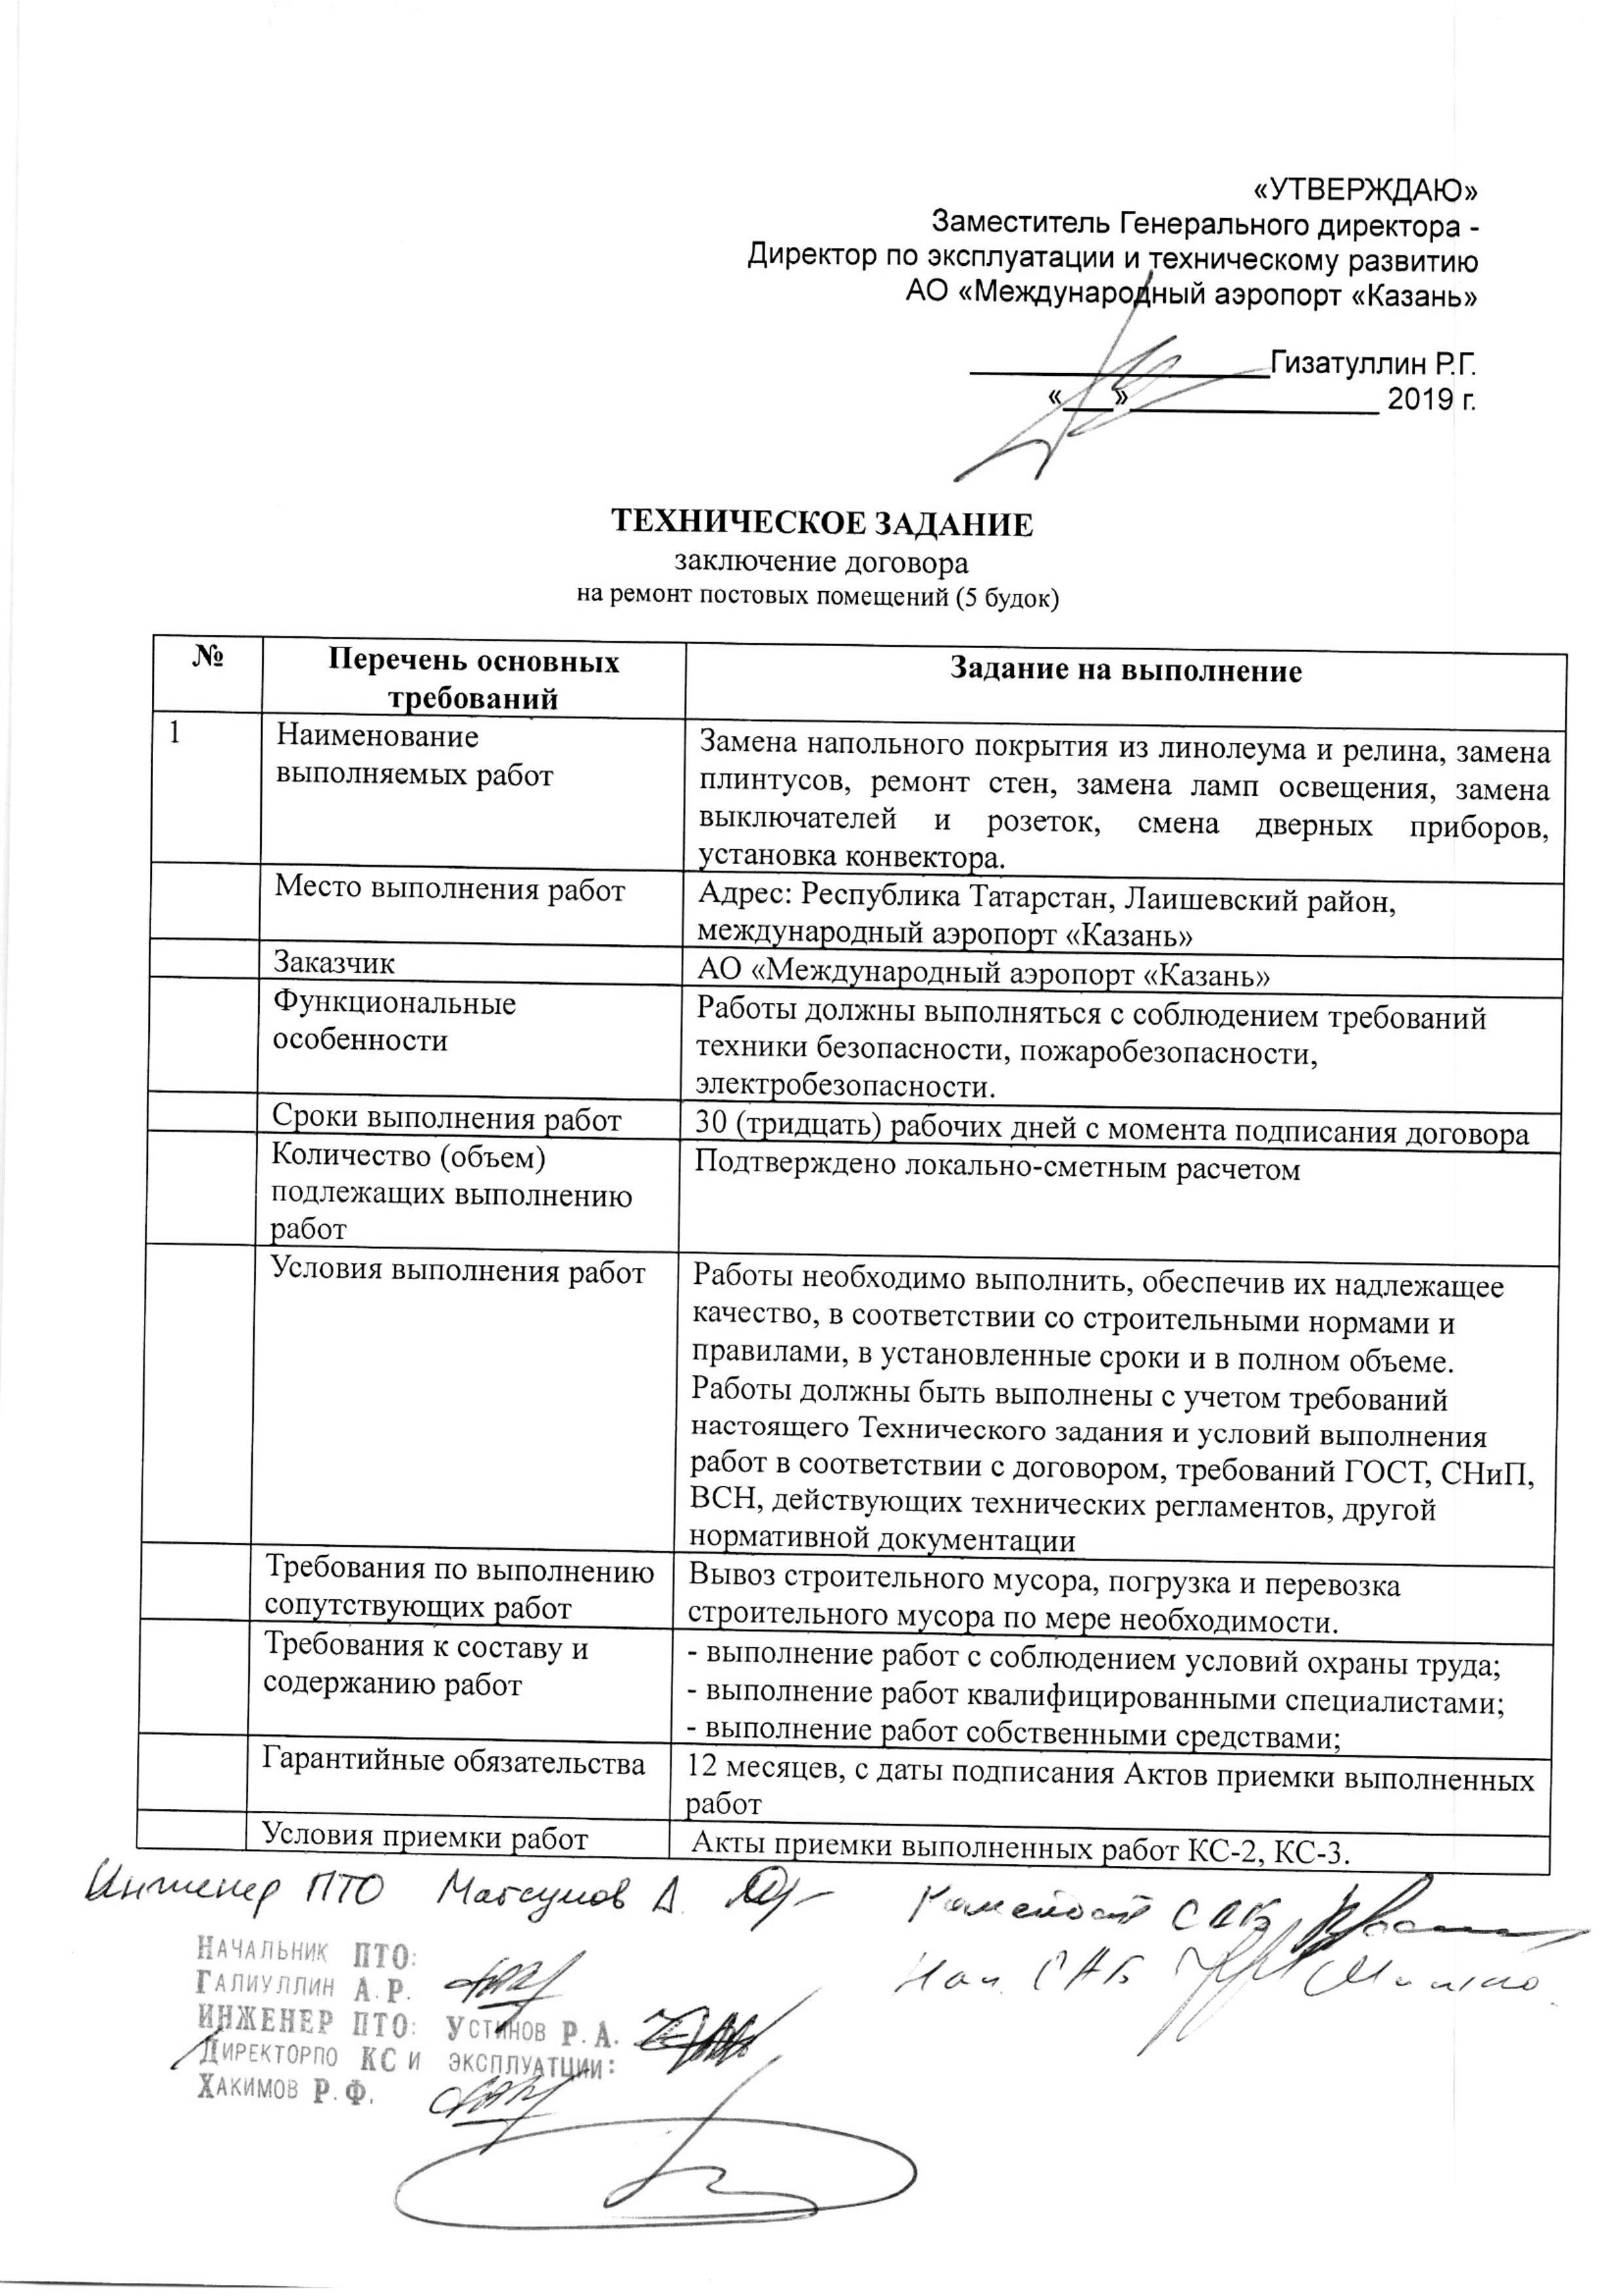 «УТВЕРЖДАЮ»
Заместитель Генерального директора -
Директор по эксплуатации и техническому развитию
АО «Международный аэропорт «Казань»
__________________Гизатуллин Р.Г.
«___»_______________ 2019 г.
ТЕХНИЧЕСКОЕ ЗАДАНИЕ
заключение договора
на ремонт постовых помещений (5 будок)
№
Перечень основных
требований
Задание на выполнение
1
Наименование
выполняемых работ
Замена напольного покрытия из линолеума и релина, замена
плинтусов, ремонт стен, замена ламп освещения, замена
выключателей и розеток, смена дверных приборов,
установка конвектора.
Место выполнения работ
Адрес: Республика Татарстан, Лаишевский район,
международный аэропорт «Казань»
Заказчик
АО «Международный аэропорт «Казань»
Функциональные
особенности
Работы должны выполняться с соблюдением требований
техники безопасности, пожаробезопасности,
электробезопасности.
Сроки выполнения работ
30 (тридцать) рабочих дней с момента подписания договора
Количество (объем)
подлежащих выполнению
работ
Подтверждено локально-сметным расчетом
Условия выполнения работ
Работы необходимо выполнить, обеспечив их надлежащее
качество, в соответствии со строительными нормами и
правилами, в установленные сроки и в полном объеме.
Работы должны быть выполнены с учетом требований
настоящего Технического задания и условий выполнения
работ в соответствии с договором, требований ГОСТ, СНиП,
ВСН, действующих технических регламентов, другой
нормативной документации
Требования по выполнению
сопутствующих работ
Вывоз строительного мусора, погрузка и перевозка
строительного мусора по мере необходимости.
Требования к составу и
содержанию работ
- выполнение работ с соблюдением условий охраны труда;
- выполнение работ квалифицированными специалистами;
- выполнение работ собственными средствами;
Гарантийные обязательства
12 месяцев, с даты подписания Актов приемки выполненных
работ
Условия приемки работ
Акты приемки выполненных работ КС-2, КС-3.
Инженер ПТО
Нач. САБ
НАЧАЛЬНИК ПТО:
ГАЛИУЛЛИН А.Р.
ИНЖЕНЕР ПТО: УСТИНОВ Р.А.
ДИРЕКТОРПО КС И ЭКСПЛУАТЦИИ:
ХАКИМОВ Р.Ф.